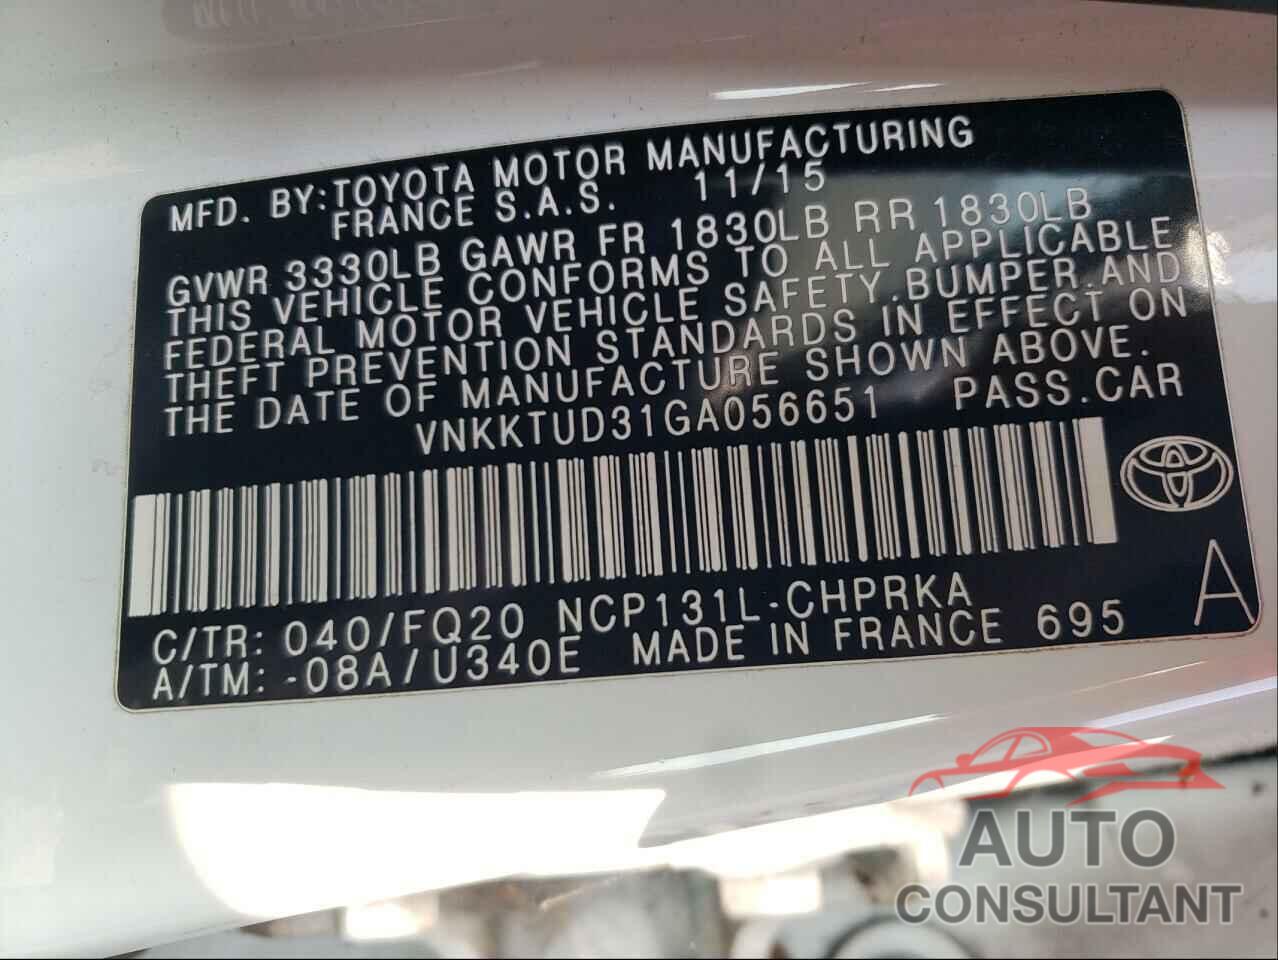 MFD. BY: TOYOTA MOTOR MANUFACTURING
FRANCE S.A.S. 11/15
GVWR 3330LB GAWR FR 1830LB RR 1830LB
THIS VEHICLE CONFORMS TO ALL APPLICABLE
FEDERAL MOTOR VEHICLE SAFETY.BUMPER.AND
THEFT PREVENTION STANDARDS IN EFFECT ON
THE DATE OF MANUFACTURE SHOWN ABOVE.
VNKKTUD31GA056651 PASS.CAR
C/TR: 040/FQ20 NCP131L-CHPRKA
A/TM: -08A/U340E MADE IN FRANCE 695
A
AUTO
CONSULTANT